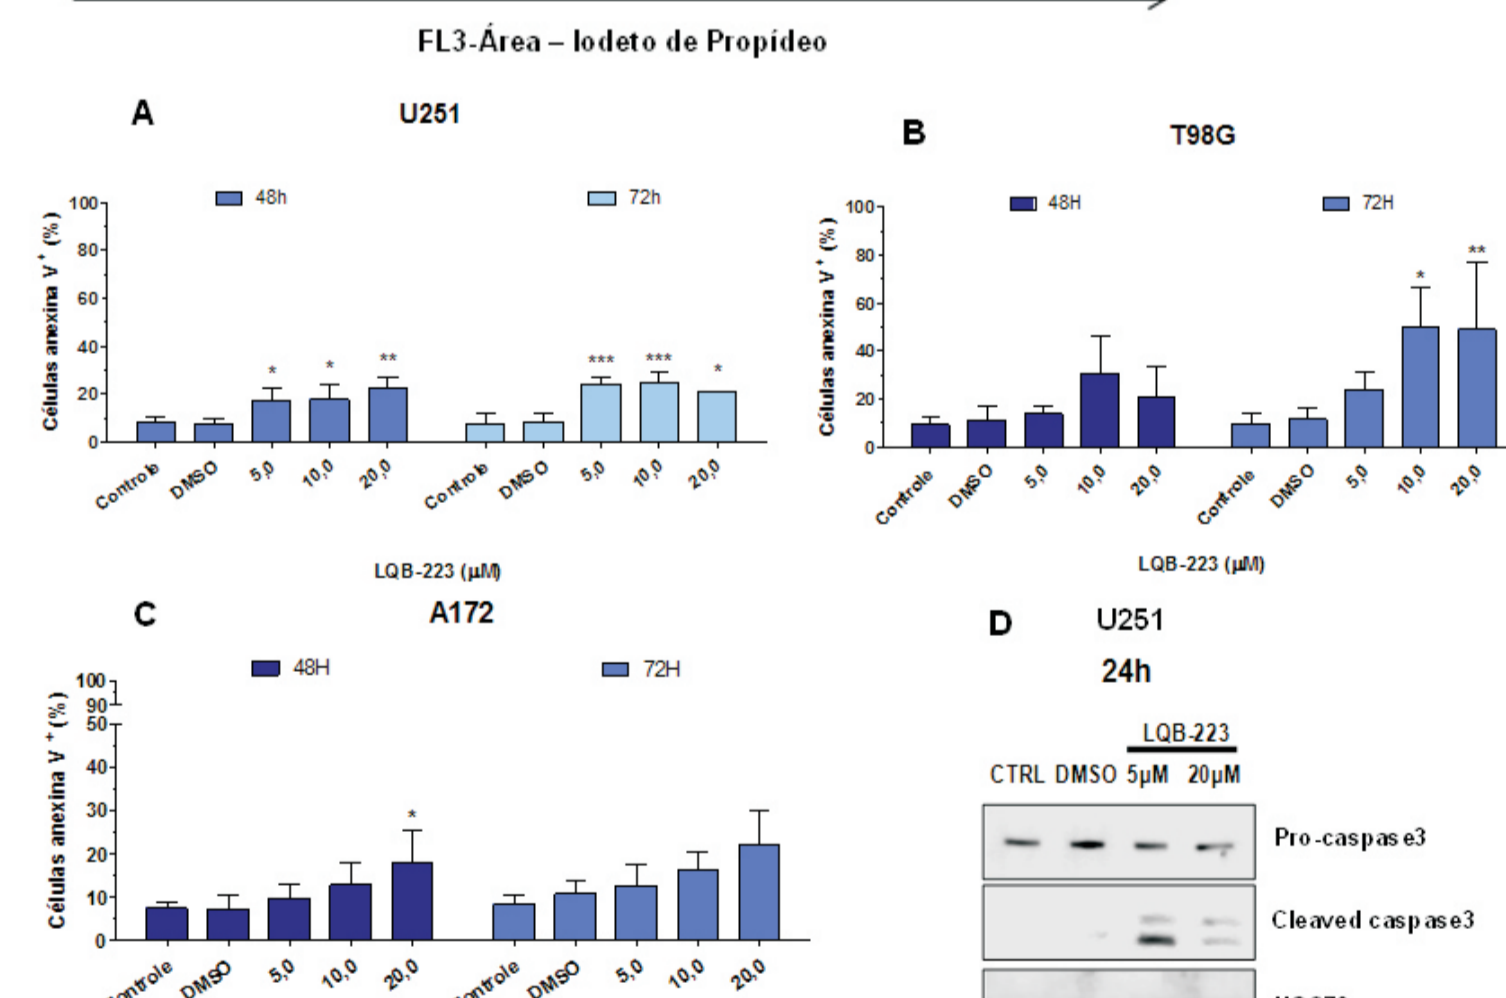 FL3-Área – Iodeto de Propídeo
A
U251
48h
72h
Células anexina V + (%)
100
80
60
40
20
0
* * ** *** *** *
Controle DMSO 5,0 10,0 20,0 Controle DMSO 5,0 10,0 20,0
LQB-223 (µM)
B
T98G
48H
72H
Células anexina V + (%)
100
80
60
40
20
0
* **
Controle DMSO 5,0 10,0 20,0 Controle DMSO 5,0 10,0 20,0
LQB-223 (µM)
C
A172
48H
72H
Células anexina V + (%)
100
90
50
40
30
20
10
0
*
DMSO 5,0 10,0 20,0 Controle DMSO 5,0 10,0 20,0
D
U251
24h
LQB-223
CTRL DMSO 5µM 20µM
Pro-caspase3
Cleaved caspase3